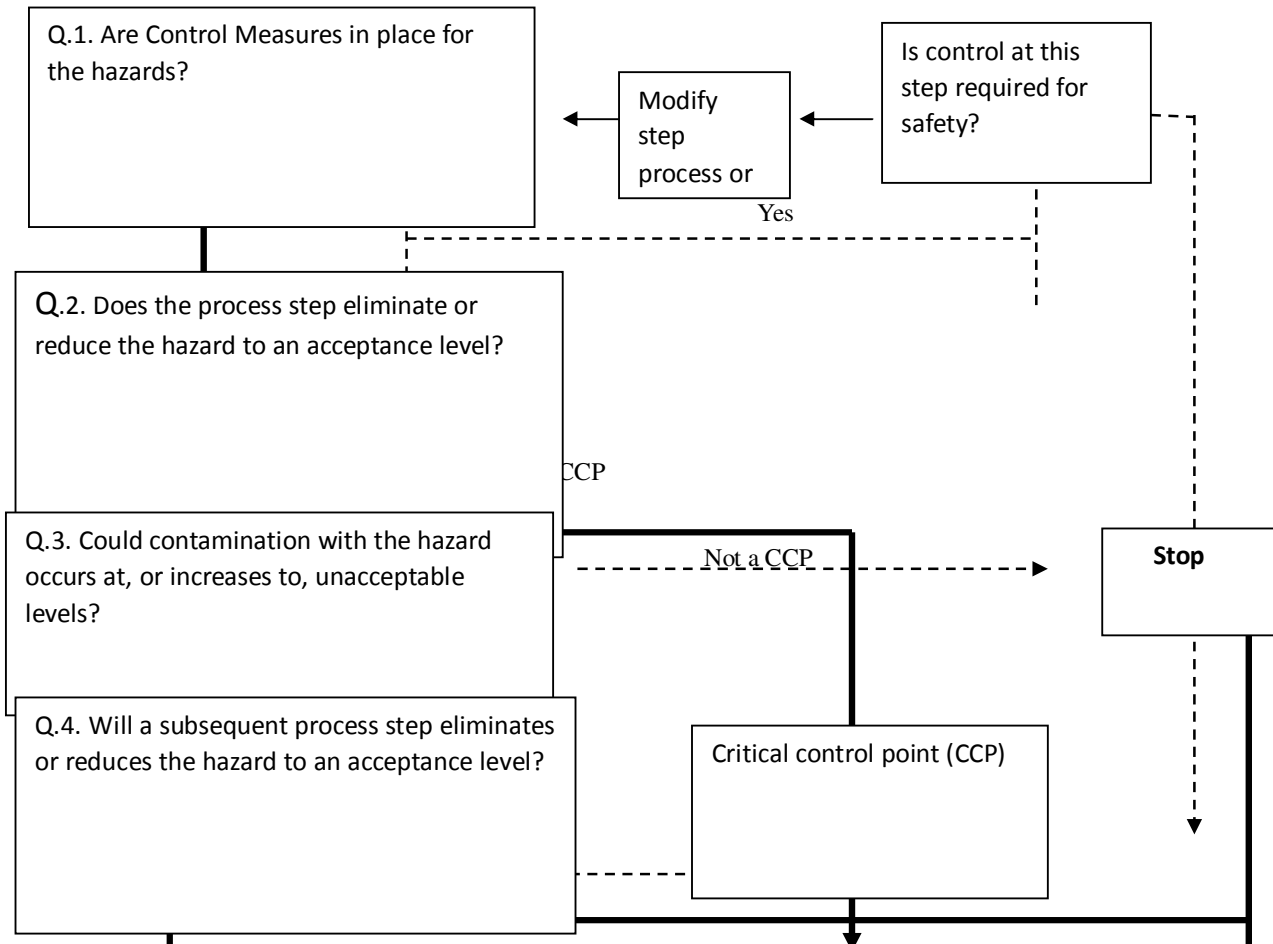 Q.1. Are Control Measures in place for
the hazards?
Is control at this
step required for
safety?
Modify
step
process or
Yes
Q.2. Does the process step eliminate or
reduce the hazard to an acceptance level?
CCP
Q.3. Could contamination with the hazard
occurs at, or increases to, unacceptable
levels?
Not a CCP
Stop
Q.4. Will a subsequent process step eliminates
or reduces the hazard to an acceptance level?
Critical control point (CCP)